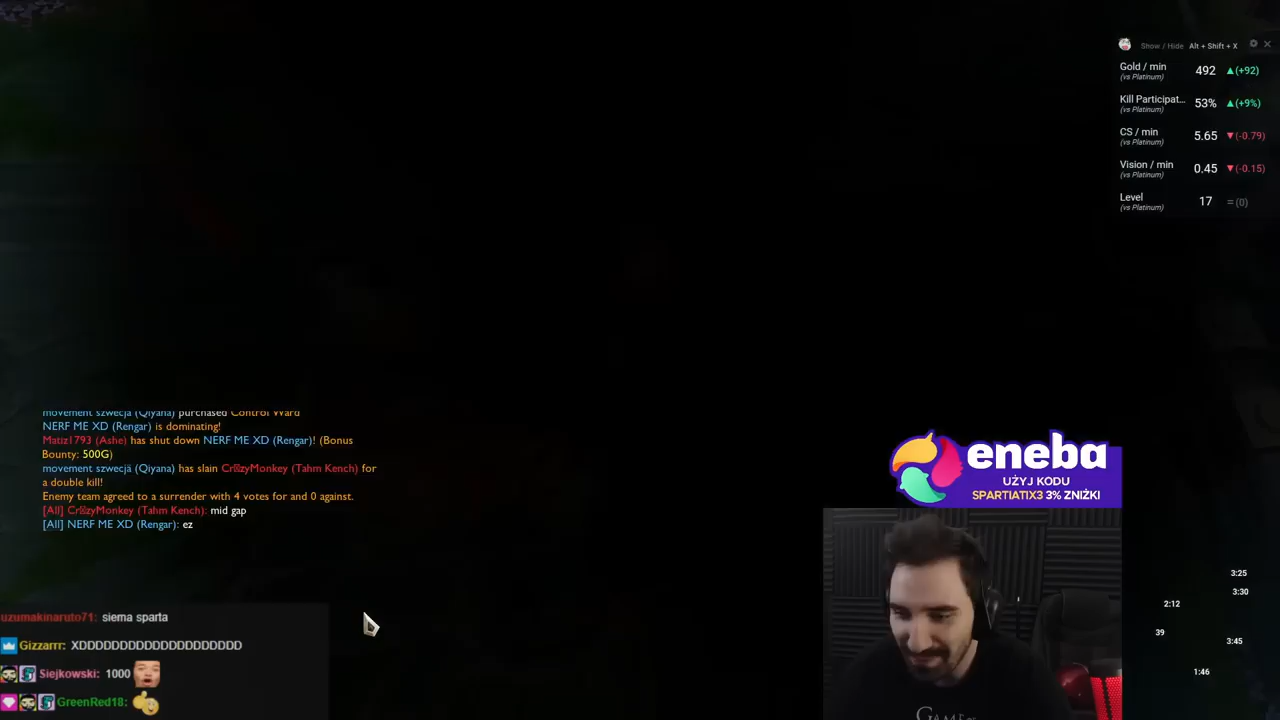 Show / Hide Alt + Shift + X
Gold / min 492 ▲(+92)
(vs Platinum)
Kill Participat... 53% ▲(+9%)
(vs Platinum)
CS / min 5.65 ▼(-0.79)
(vs Platinum)
Vision / min 0.45 ▼(-0.15)
(vs Platinum)
Level 17 =(0)
(vs Platinum)
movement szwecja (Qiyana) purchased Control Ward
NERF ME XD (Rengar) is dominating!
Matiz1793 (Ashe) has shut down NERF ME XD (Rengar)! (Bonus
Bounty: 500G)
movement szwecja (Qiyana) has slain Cr▯zyMonkey (Tahm Kench) for
a double kill!
Enemy team agreed to a surrender with 4 votes for and 0 against.
[All] Cr▯zyMonkey (Tahm Kench): mid gap
[All] NERF ME XD (Rengar): ez
eneba
UŻYJ KODU
SPARTIATIX3 3% ZNIŻKI
uzumakinaruto71: siema sparta
Gizzarrr: XDDDDDDDDDDDDDDDDDDDD
Siejkowski: 1000
GreenRed18:
3:25
3:30
2:12
39
3:45
1:46